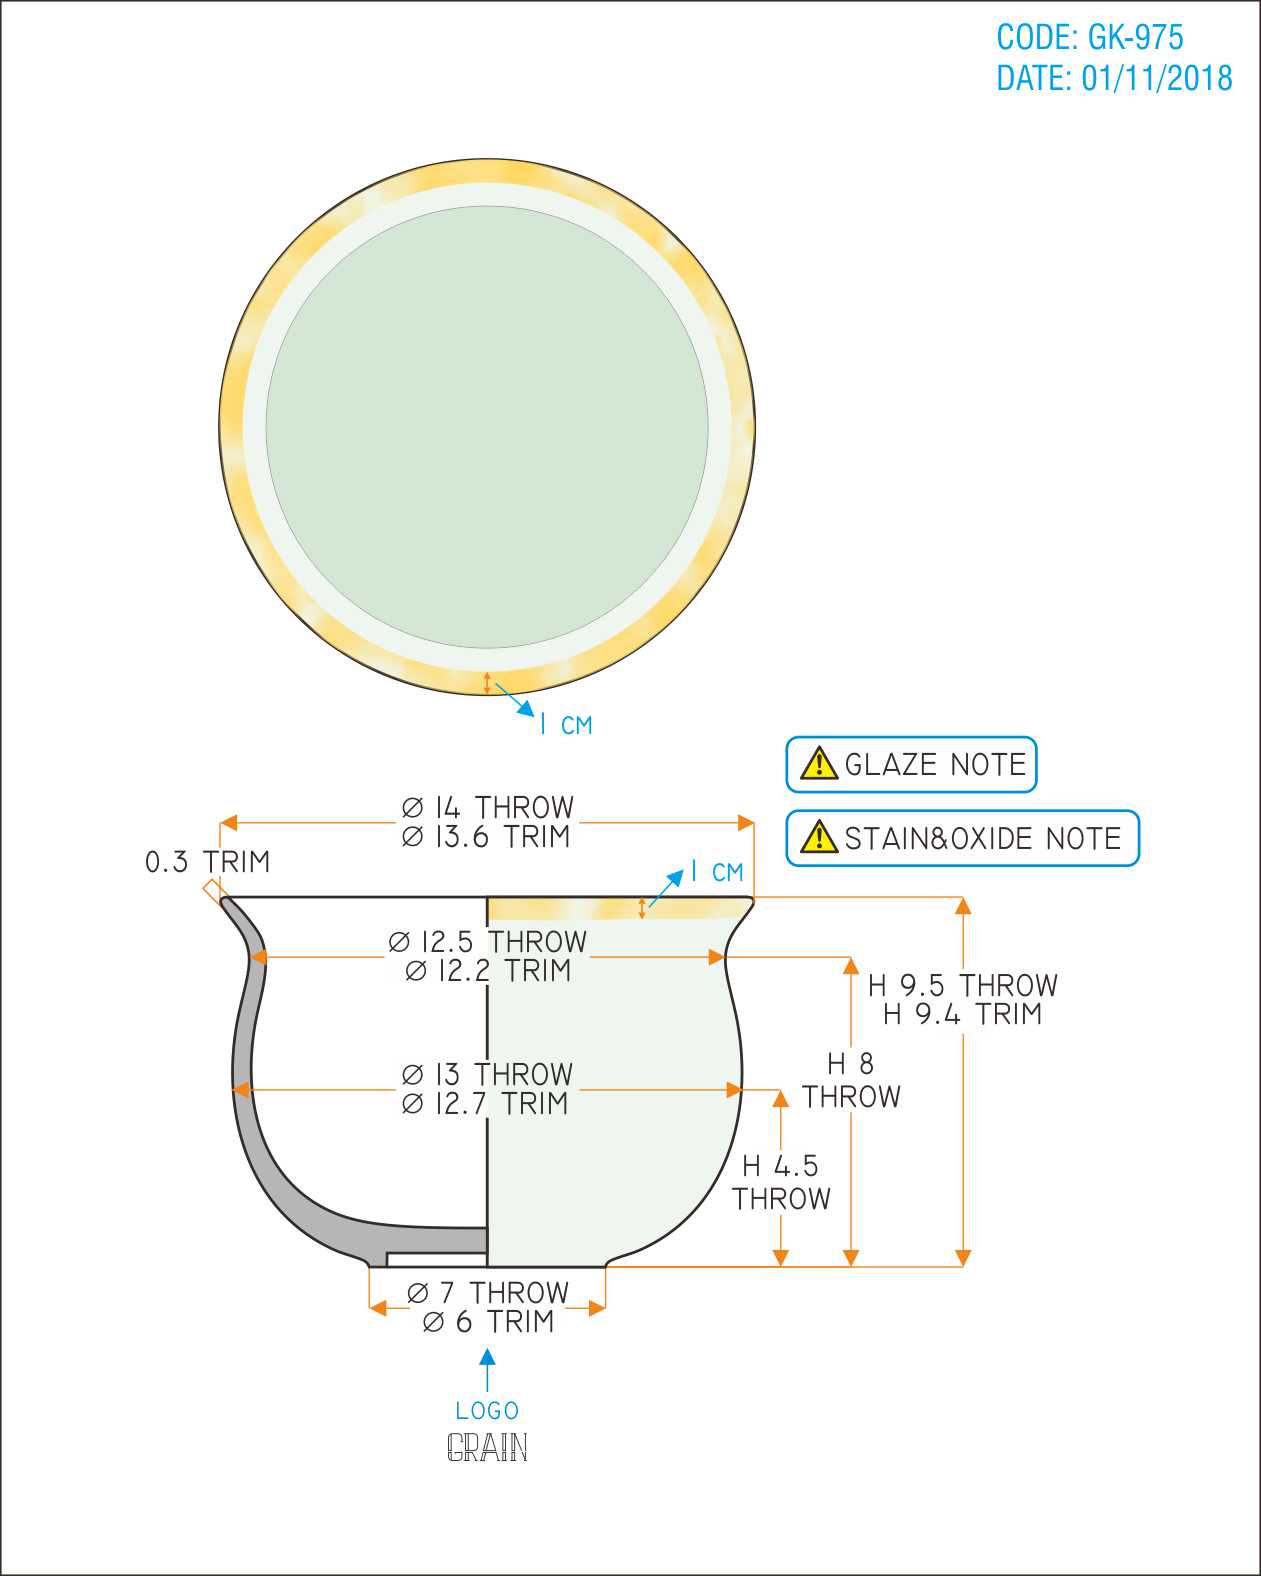 CODE: GK-975
DATE: 01/11/2018
1 CM
GLAZE NOTE
STAIN&OXIDE NOTE
Ø 14 THROW
Ø 13.6 TRIM
0.3 TRIM
1 CM
Ø 12.5 THROW
Ø 12.2 TRIM
H 9.5 THROW
H 9.4 TRIM
H 8
THROW
Ø 13 THROW
Ø 12.7 TRIM
H 4.5
THROW
Ø 7 THROW
Ø 6 TRIM
LOGO
GRAIN